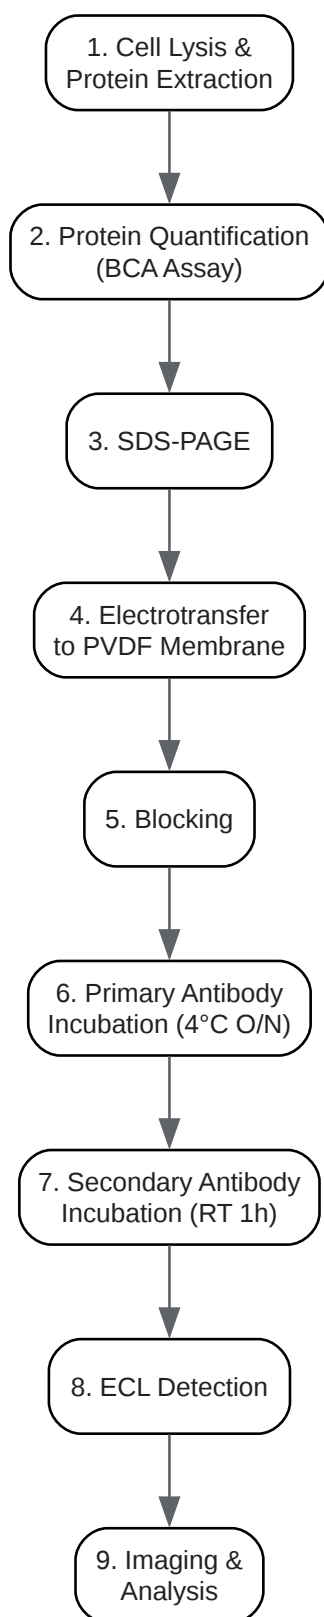 1. Cell Lysis &
Protein Extraction
2. Protein Quantification
(BCA Assay)
3. SDS-PAGE
4. Electrotransfer
to PVDF Membrane
5. Blocking
6. Primary Antibody
Incubation (4°C O/N)
7. Secondary Antibody
Incubation (RT 1h)
8. ECL Detection
9. Imaging &
Analysis